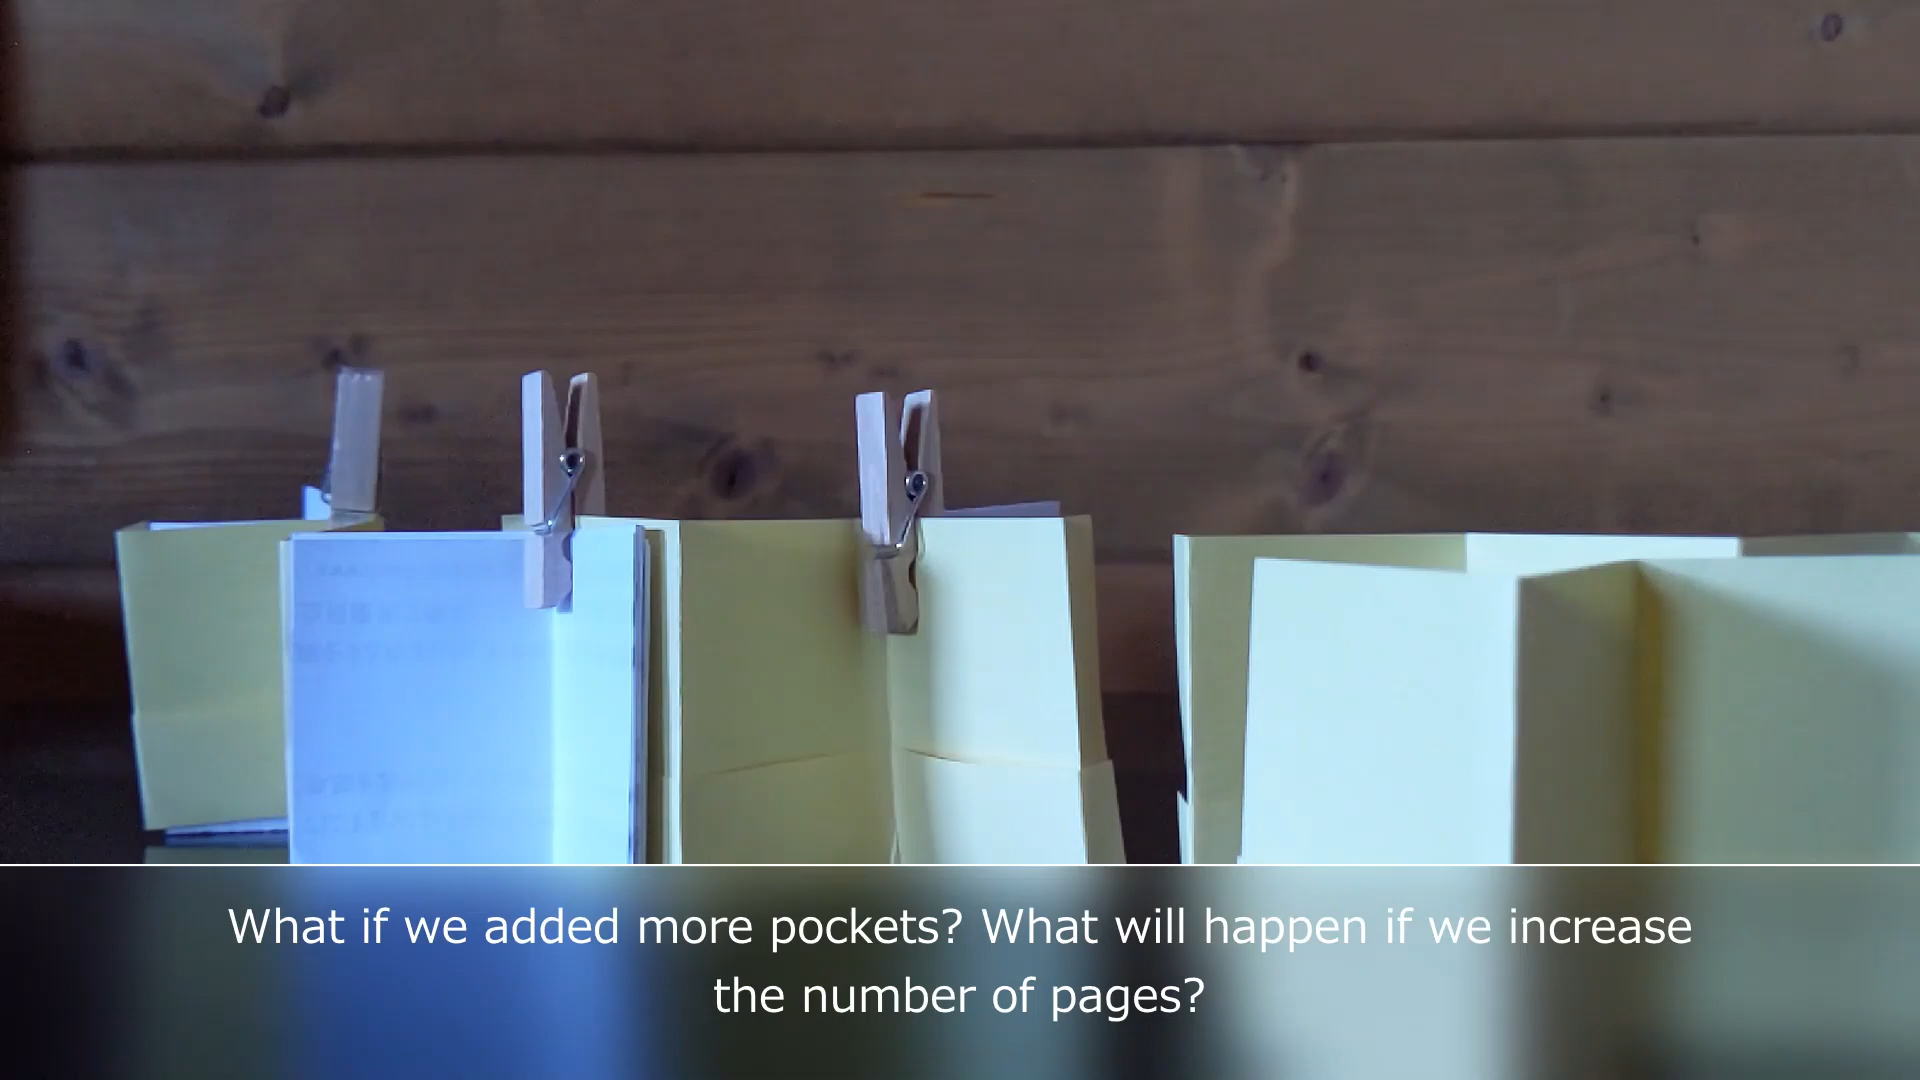 What if we added more pockets? What will happen if we increase
the number of pages?